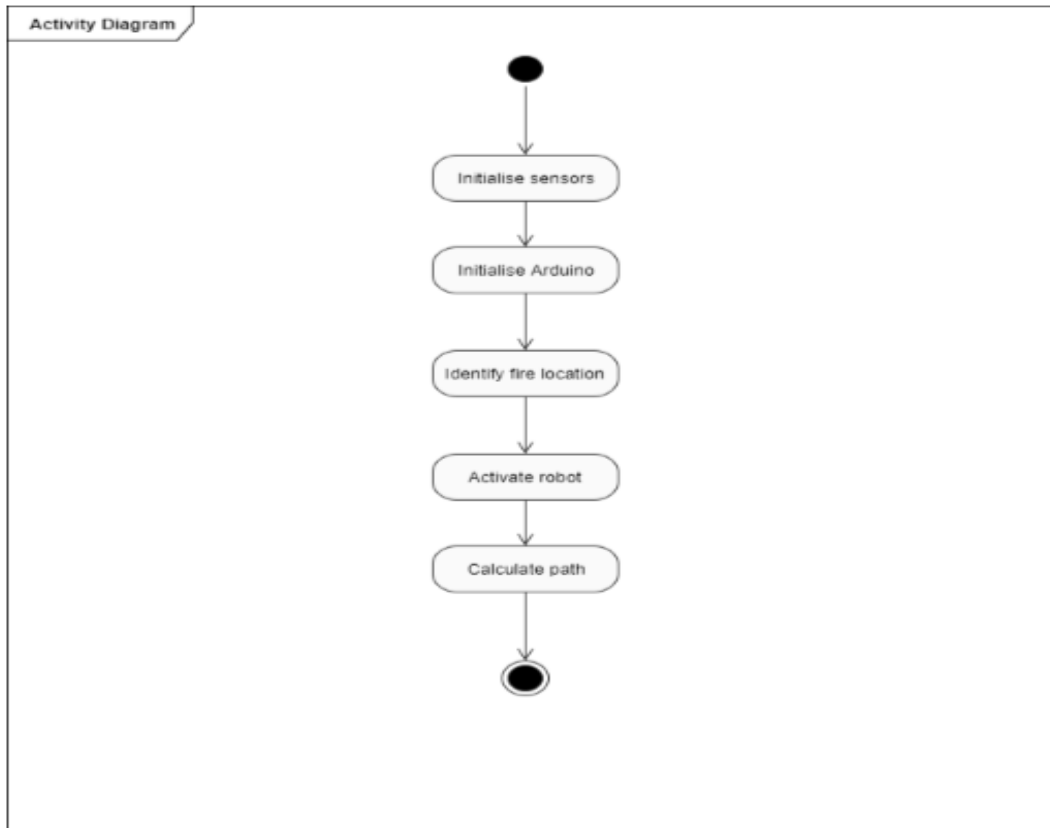 Activity Diagram
Initialise sensors
Initialise Arduino
Identify fire location
Activate robot
Calculate path